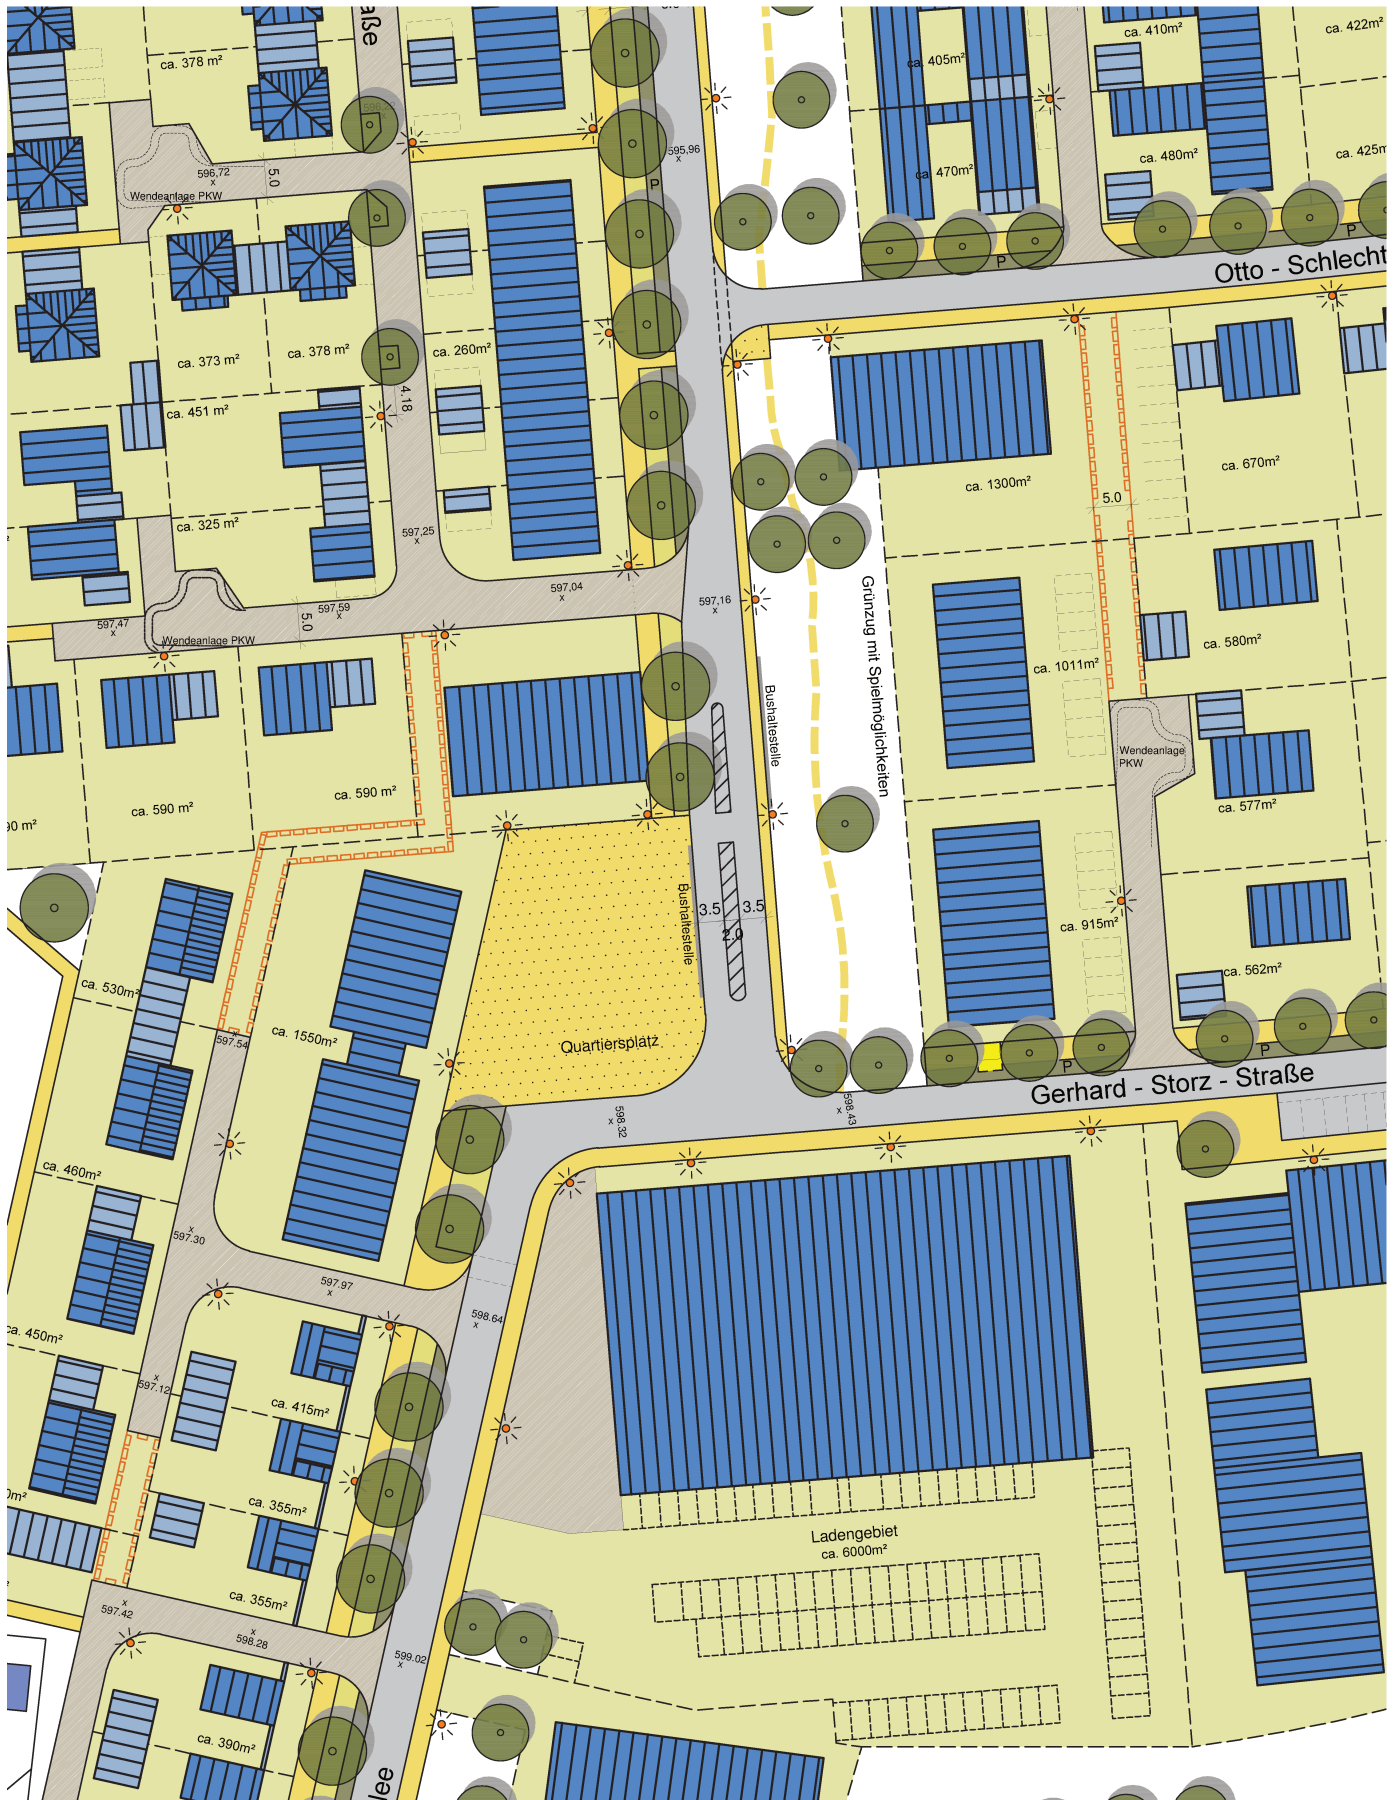 aße
ca. 378 m²
ca. 405m²
ca. 410m²
ca. 422m²
595,96
x
596,72
x
5.0
Wendeanlage PKW
P
ca. 470m²
ca. 480m²
ca. 425m
P
P
Otto - Schlecht
ca. 373 m²
ca. 378 m²
ca. 260m²
4.18
ca. 451 m²
ca. 670m²
ca. 1300m²
5.0
ca. 325 m²
597,25
x
597,04
x
597,59
x
5.0
597,47
x
Wendeanlage PKW
597,16
x
Grünzug mit Spielmöglichkeiten
ca. 580m²
ca. 1011m²
Bushaltestelle
Wendeanlage
PKW
ca. 590 m²
ca. 590 m²
90 m²
ca. 577m²
Bushaltestelle
3.5
3.5
2.0
ca. 915m²
ca. 562m²
ca. 530m²
ca. 1550m²
x
597.54
Quartiersplatz
P
P
Gerhard - Storz - Straße
598.43
x
598.32
x
ca. 460m²
x
597.30
597.97
x
598.64
x
ca. 450m²
x
597.12
ca. 415m²
ca. 355m²
0m²
Ladengebiet
ca. 6000m²
ca. 355m²
x
597.42
x
598.28
599.02
x
ca. 390m²
lee